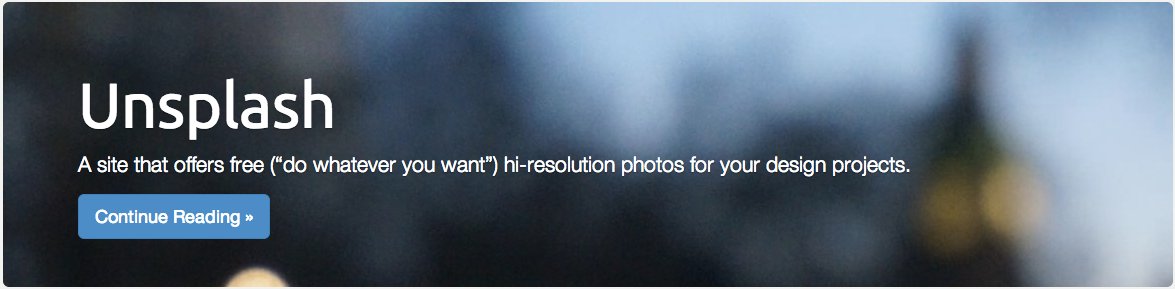 Unsplash
A site that offers free (“do whatever you want”) hi-resolution photos for your design projects.
Continue Reading »